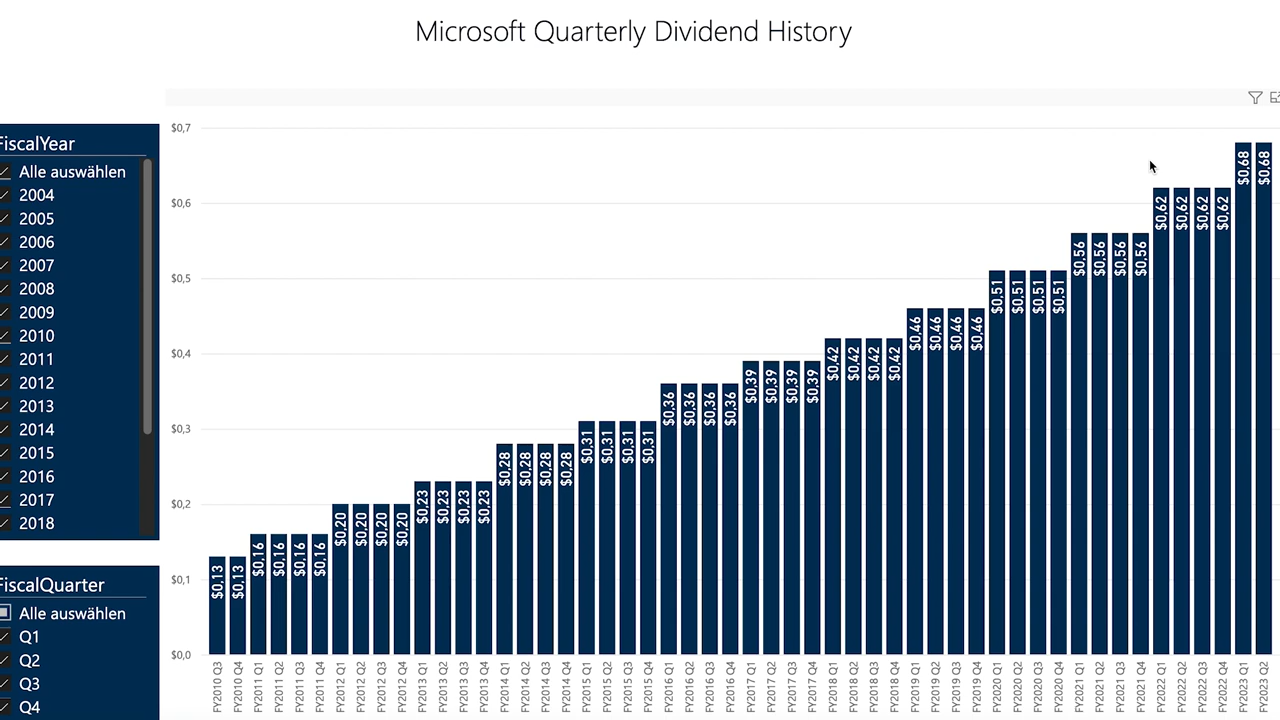 Microsoft Quarterly Dividend History
FiscalYear
Alle auswählen
2004
2005
2006
2007
2008
2009
2010
2011
2012
2013
2014
2015
2016
2017
2018
FiscalQuarter
Alle auswählen
Q1
Q2
Q3
Q4
$0,7
$0,6
$0,5
$0,4
$0,3
$0,2
$0,1
$0,0
$0,13
$0,13
$0,16
$0,16
$0,16
$0,16
$0,20
$0,20
$0,20
$0,20
$0,23
$0,23
$0,23
$0,23
$0,28
$0,28
$0,28
$0,28
$0,31
$0,31
$0,31
$0,31
$0,36
$0,36
$0,36
$0,36
$0,39
$0,39
$0,39
$0,39
$0,42
$0,42
$0,42
$0,42
$0,46
$0,46
$0,46
$0,46
$0,51
$0,51
$0,51
$0,51
$0,56
$0,56
$0,56
$0,56
$0,62
$0,62
$0,62
$0,62
$0,68
$0,68
FY2010 Q3
FY2010 Q4
FY2011 Q1
FY2011 Q2
FY2011 Q3
FY2011 Q4
FY2012 Q1
FY2012 Q2
FY2012 Q3
FY2012 Q4
FY2013 Q1
FY2013 Q2
FY2013 Q3
FY2013 Q4
FY2014 Q1
FY2014 Q2
FY2014 Q3
FY2014 Q4
FY2015 Q1
FY2015 Q2
FY2015 Q3
FY2015 Q4
FY2016 Q1
FY2016 Q2
FY2016 Q3
FY2016 Q4
FY2017 Q1
FY2017 Q2
FY2017 Q3
FY2017 Q4
FY2018 Q1
FY2018 Q2
FY2018 Q3
FY2018 Q4
FY2019 Q1
FY2019 Q2
FY2019 Q3
FY2019 Q4
FY2020 Q1
FY2020 Q2
FY2020 Q3
FY2020 Q4
FY2021 Q1
FY2021 Q2
FY2021 Q3
FY2021 Q4
FY2022 Q1
FY2022 Q2
FY2022 Q3
FY2022 Q4
FY2023 Q1
FY2023 Q2